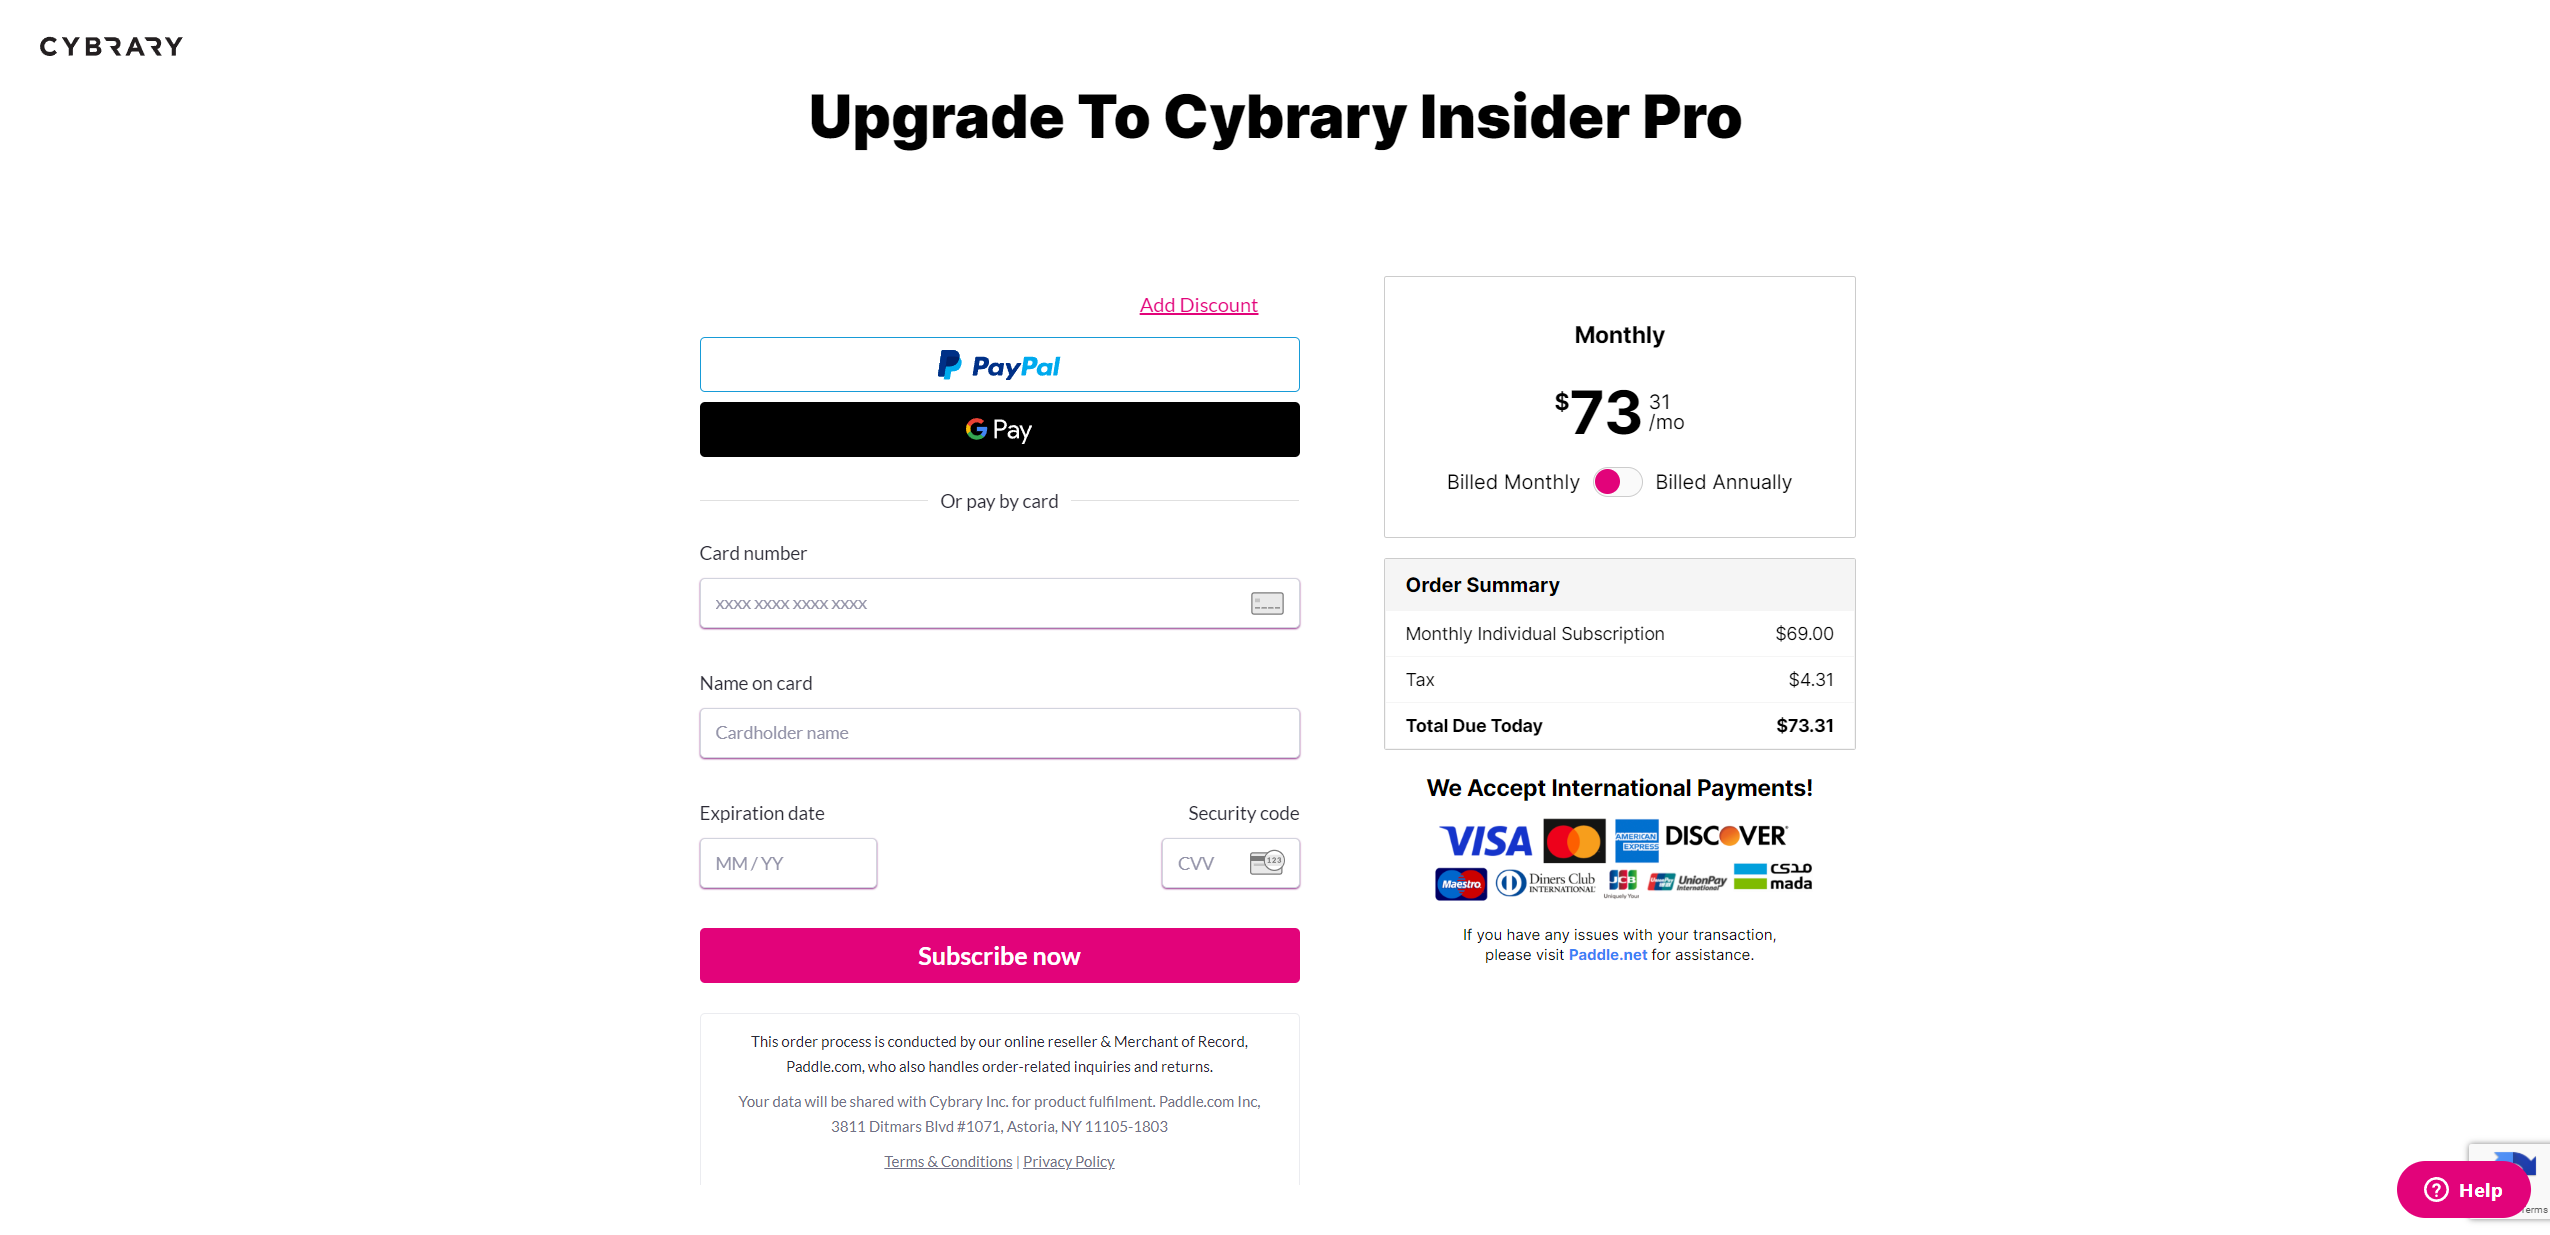 CYBRARY
Upgrade To Cybrary Insider Pro
Add Discount
PayPal
G Pay
Or pay by card
Card number
xxxx xxxx xxxx xxxx
Name on card
Cardholder name
Expiration date
Security code
MM / YY
CVV
123
Subscribe now
This order process is conducted by our online reseller & Merchant of Record,
Paddle.com, who also handles order-related inquiries and returns.
Your data will be shared with Cybrary Inc. for product fulfilment. Paddle.com Inc,
3811 Ditmars Blvd #1071, Astoria, NY 11105-1803
Terms & Conditions | Privacy Policy
Monthly
$73 31
/mo
Billed Monthly
Billed Annually
Order Summary
Monthly Individual Subscription $69.00
Tax $4.31
Total Due Today $73.31
We Accept International Payments!
VISA
AMERICAN
EXPRESS
DISCOVER
Maestro
Diners Club
INTERNATIONAL
JCB
Uniquely Yours
UnionPay
International
مدى
mada
If you have any issues with your transaction,
please visit Paddle.net for assistance.
Help